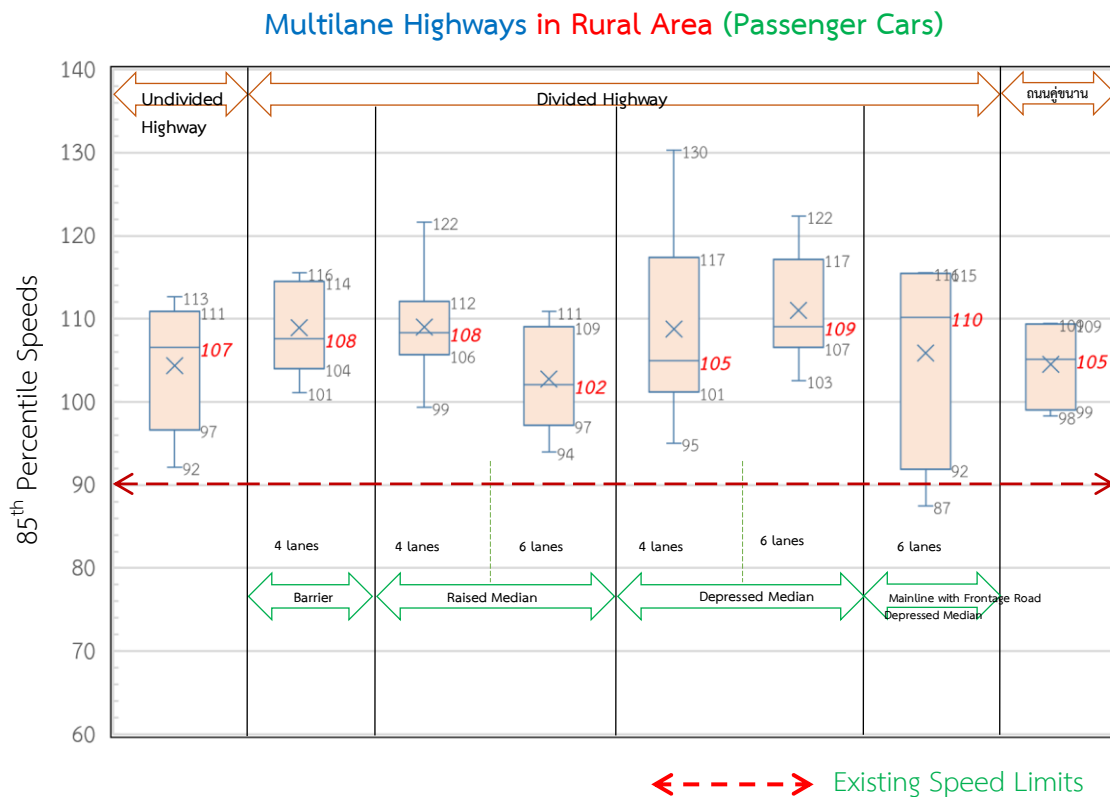 Multilane Highways in Rural Area (Passenger Cars)
140
130
120
110
100
90
80
70
60
85th Percentile Speeds
Undivided
Highway
Divided Highway
ถนนคู่ขนาน
113
111
107
97
92
116
114
108
104
101
122
112
108
106
99
111
109
102
97
94
130
117
105
101
95
122
117
109
107
103
116
115
110
92
87
109
109
105
99
98
4 lanes
4 lanes
6 lanes
4 lanes
6 lanes
6 lanes
Barrier
Raised Median
Depressed Median
Mainline with Frontage Road
Depressed Median
Existing Speed Limits